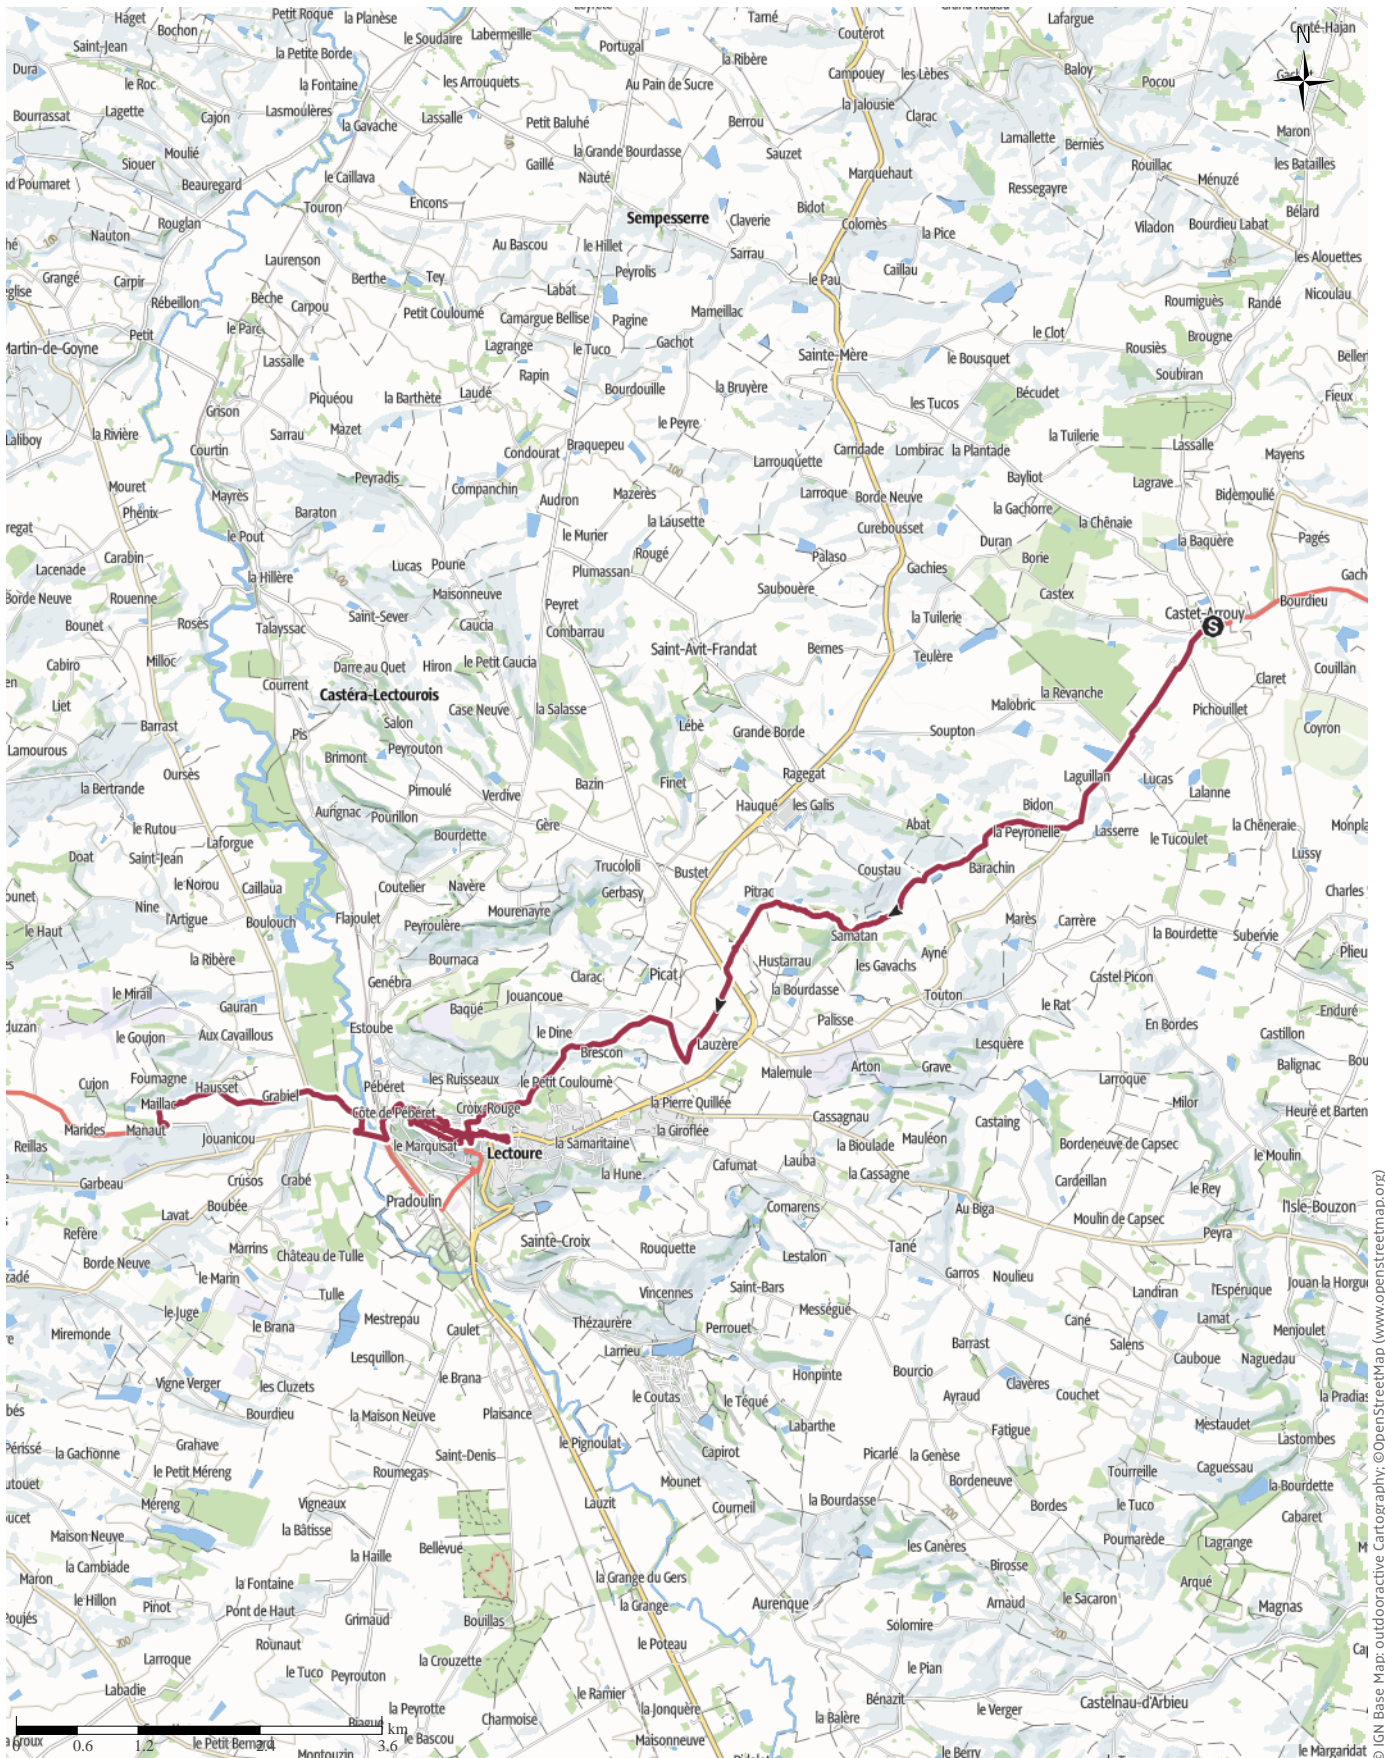 Petit Roque
la Planèse
Haget
Bochon
Tamé
Lafargue
Canté-Hajan
N
Saint-Jean
la Petite Borde
le Soudaire
Labermeille
Portugal
Coutérot
Dura
le Roc
la Fontaine
les Arrouquets
Au Pain de Sucre
la Ribère
Campouey
les Lèbes
Baloy
Pocou
Bourrassat
Lagette
Cajon
Lasmoulères
la Gavache
Lassalle
Petit Baluhé
Berrou
la Jalousie
Clarac
Lamallette
Berniès
Maron
Siouer
Moulié
Gaillé
la Grande Bourdasse
Sauzet
Rouillac
les Batailles
Beauregard
le Caillava
Nauté
Marquehaut
Ressegayre
Ménuzé
Touron
Encons
Sempesserre
Claverie
Bidot
Colomès
la Pice
Viladon
Bourdieu Labat
Bélard
Rouglan
Nauton
Au Bascou
le Hillet
Sarrau
les Alouettes
Grangé
Carpir
Laurenson
Berthe
Tey
Peyrolis
le Pau
Caillau
Rébeillon
Bèche
Carpou
Petit Couloumé
Labat
Camargue Bellise
Pagine
Mameillac
Roumiguès
Randé
Nicoulau
Petit
le Parc
Lagrange
le Tuco
Gachot
Sainte-Mère
le Clot
Brougne
Martin-de-Goyne
Lassalle
Rapin
Bourdouille
la Bruyère
le Bousquet
Rousiès
Soubiran
Grison
Piquéou
la Barthète
Laudé
les Tucos
Bécudet
Fieux
Laliboy
la Rivière
Sarrau
Mazet
le Peyre
Condourat
Braquepeu
Carridade
Lombirac
la Plantade
la Tuilerie
Lassalle
Mayens
Courtin
Larrouquette
100
Mouret
Peyradis
Companchin
Audron
Mazères
Larroque
Borde Neuve
Bayliot
Lagrave
Bidemoulié
Mayrès
Phénix
Baraton
la Lausette
Curebousset
la Gachorre
la Chênaie
le Pout
le Murier
Rougé
Palaso
Duran
la Baquère
Pagés
Carabin
Lacenade
la Hillère
Lucas
Pourie
Plumassan
Gachies
Borie
Borde Neuve
Rouenne
Maisonneuve
Saubouère
Castex
Bourdieu
Bounet
Rosès
Talayssac
Saint-Sever
Caucia
Peyret
Combarrau
la Tuilerie
Castet-Arrouy
S
Cabiro
Milloc
Darre au Quet
Hiron
le Petit Caucia
Saint-Avit-Frandat
Bernes
Teulère
Couillan
Liet
Courrent
Castéra-Lectourois
la Revanche
Claret
Barrast
Salon
Case Neuve
la Salasse
Lébè
Malobric
Pichouillet
Lamourous
Pis
Peyrouton
Grande Borde
Soupton
Coyron
Brimont
Oursès
la Bertrande
Pimoulé
Verdive
Bazin
Finet
Ragegat
Laguillan
Lucas
Lalanne
Aurignac
Pourillon
Hauqué
les Galis
Bidon
le Rutou
Bourdette
Gère
Abat
la Peyronelle
Lasserre
le Tucoulet
la Chêneraie
Laforgue
Doat
Saint-Jean
Trucololi
Bustet
Coustau
Barachin
Lussy
le Norou
Caillaua
Coutelier
Navère
Gerbasy
Pitrac
Charles
Nine
l'Artigue
Boulouch
Flajoulet
Peyroulère
Mourenayre
Samatan
Marès
Carrère
la Bourdette
Subervie
le Haut
la Ribère
Bournaca
Hustarrau
les Gavachs
Ayné
Plieu
Genébra
Clarac
Picat
la Bourdasse
Castel Picon
le Mirail
Gauran
Baqué
Jouancoue
Touton
le Rat
Enduré
le Goujon
Aux Cavaillous
Estoube
le Dine
Palisse
En Bordes
Castillon
Brescon
Lauzère
Lesquère
Balignac
Cujon
Foumagne
Hausset
Pébéret
les Ruisseaux
le Petit Couloumè
Malemule
Arton
Grave
Larroque
Maillac
Grabiel
Côte de Pébéret
Croix-Rouge
la Pierre Quillée
Cassagnau
Milor
Heuré et Barten
Marides
Manaut
Jouanicou
le Marquisat
Lectoure
la Samaritaine
la Giroflée
la Bioulade
Mauléon
Castaing
Bordeneuve de Capsec
Reillas
Crusos
Crabé
la Hune
Cafumat
Lauba
la Cassagne
Cardeillan
le Moulin
Garbeau
Boubée
Pradoulin
Comarens
Au Biga
le Rey
l'Isle-Bouzon
Refère
Lavat
Marrins
Château de Tulle
Sainte-Croix
Rouquette
Tané
Moulin de Capsec
Peyra
Borde Neuve
le Marin
Lestalon
Garros
Noulieu
Vincennes
Saint-Bars
Landiran
l'Espéruque
le-Juge
Tulle
Mestrepau
Caulet
Thézaurère
Mességué
Cané
Lamat
Miremonde
le Brana
Perrouet
Barrast
Salens
Menjoulet
Lesquillon
Larrieu
Honpinte
Cauboue
Naguedau
Vigne Verger
les Cluzets
le Brana
le Coutas
le Téqué
Bourcio
Clavères
Couchet
Bourdieu
la Maison Neuve
Plaisance
Labarthe
Ayraud
Fatigue
Mestaudet
Périssé
la Gachonne
Grahave
Saint-Denis
le Pignoulat
Capirot
Picarlé
la Genèse
Lastombes
le Petit Méreng
Roumegas
Mounet
Bordeneuve
Tourreille
Caguessau
Méreng
Vigneaux
Lauzit
Courneil
la Bourdasse
Bordes
le Tuco
la-Bourdette
Maison Neuve
la Bâtisse
Bellevue
200
les Canères
Poumarède
Cabaret
la Cambiade
la Haille
Lagrange
Maron
la Fontaine
la Grange du Gers
Birosse
Arqué
le Hillon
Pinot
Pont de Haut
Grimaud
Bouillas
la Grange
Aurenque
Arnaud
le Sacaron
Magnas
Poujés
Rounaut
Solomire
200
200
le Poteau
Larroque
le Tuco
Peyrouton
la Crouzette
le Pian
Labadie
le Ramier
la Jonquère
Bénazit
le Verger
Castelnau-d'Arbieu
la Peyrotte
Charmoise
la Balère
le Petit Bernard
le Bascou
Maisonneuve
le Berry
le Margaridat
Montouzin
0.6
1.2
2.4
3.6
km
IGN Base Map: outdooractive Cartography; ©OpenStreetMap (www.openstreetmap.org)